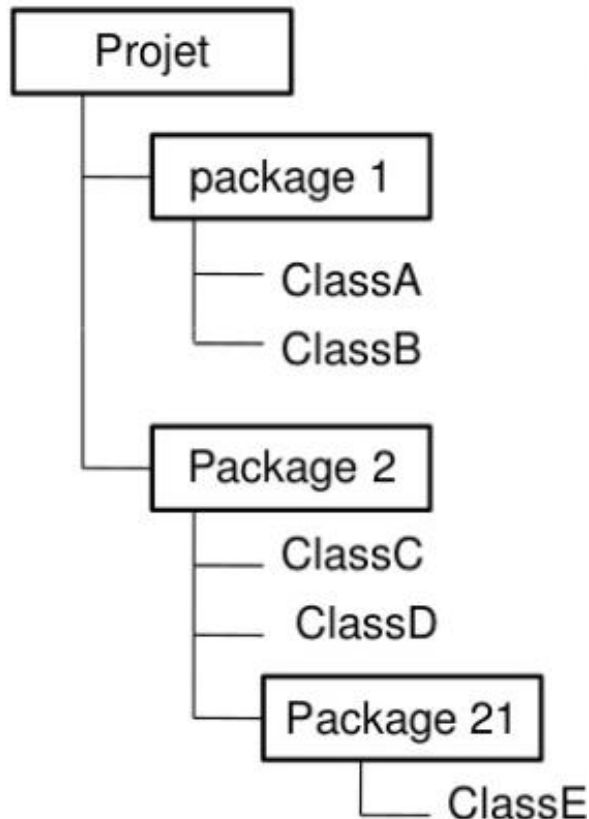 Projet
package 1
ClassA
ClassB
Package 2
ClassC
ClassD
Package 21
ClassE